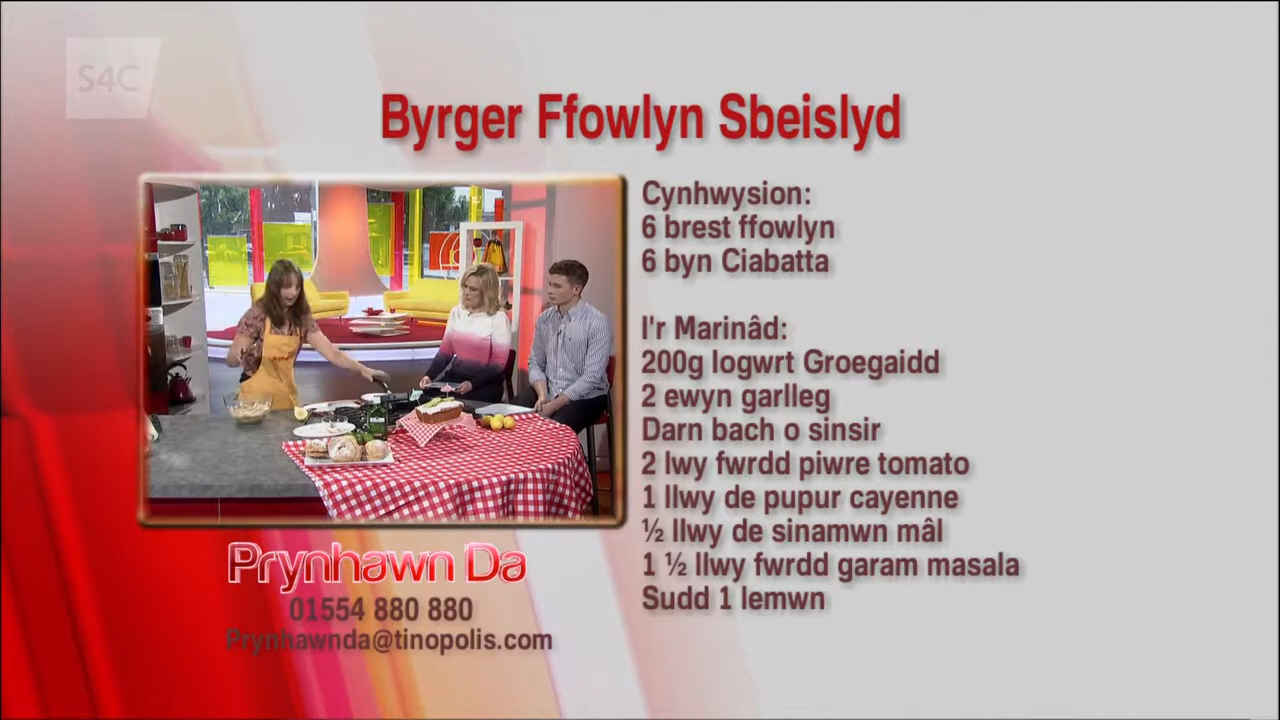 S4C
Byrger Ffowlyn Sbeislyd
Cynhwysion:
6 brest ffowlyn
6 byn Ciabatta
I'r Marinâd:
200g Iogwrt Groegaidd
2 ewyn garlleg
Darn bach o sinsir
2 lwy fwrdd piwre tomato
1 llwy de pupur cayenne
½ llwy de sinamwn mâl
1 ½ llwy fwrdd garam masala
Sudd 1 lemwn
Prynhawn Da
01554 880 880
Prynhawnda@tinopolis.com